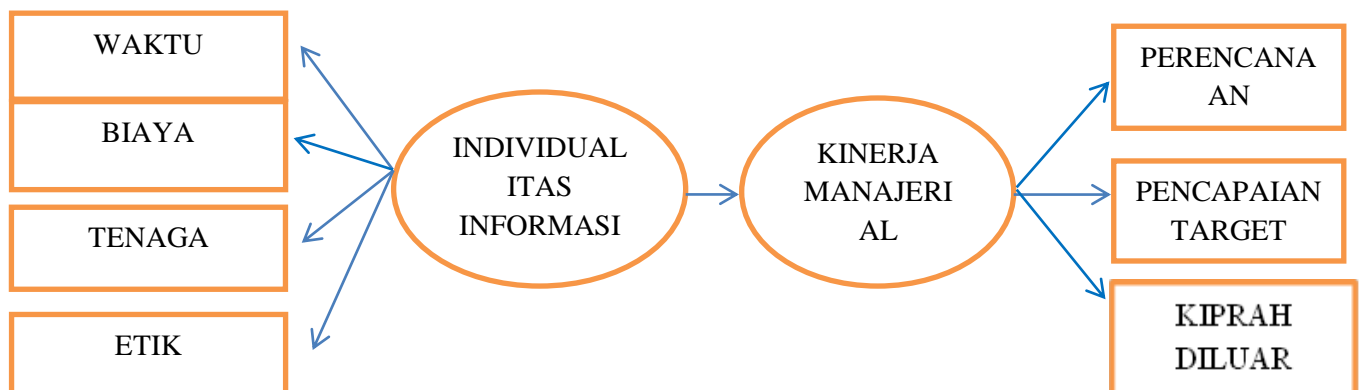 WAKTU
BIAYA
TENAGA
ETIK
INDIVIDUAL
ITAS
INFORMASI
KINERJA
MANAJERI
AL
PERENCANA
AN
PENCAPAIAN
TARGET
KIPRAH
DILUAR